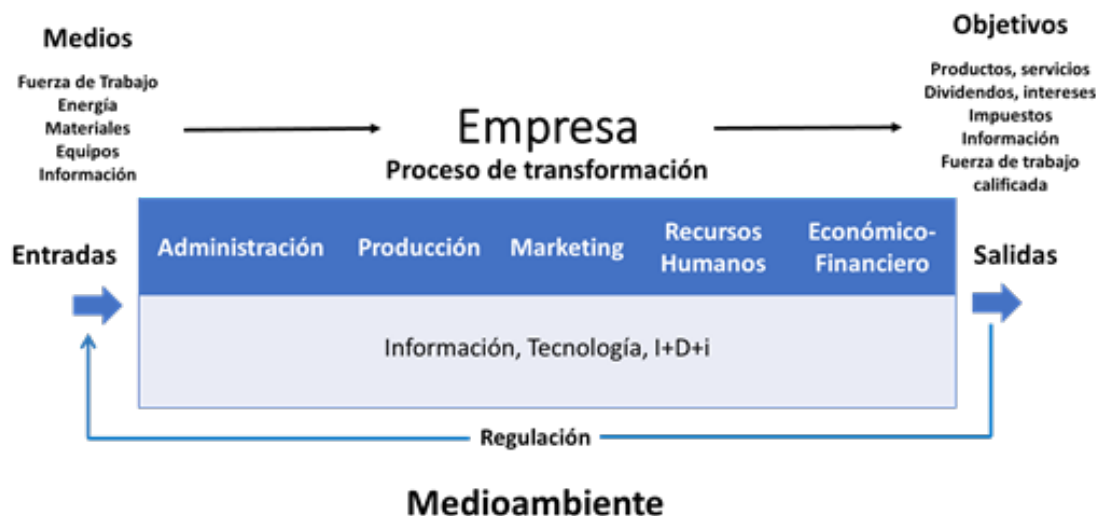 Medios
Fuerza de Trabajo
Energía
Materiales
Equipos
Información
Empresa
Proceso de transformación
Objetivos
Productos, servicios
Dividendos, intereses
Impuestos
Información
Fuerza de trabajo
calificada
Entradas
Administración
Producción
Marketing
Recursos
Humanos
Económico-
Financiero
Salidas
Información, Tecnología, I+D+i
Regulación
Medioambiente